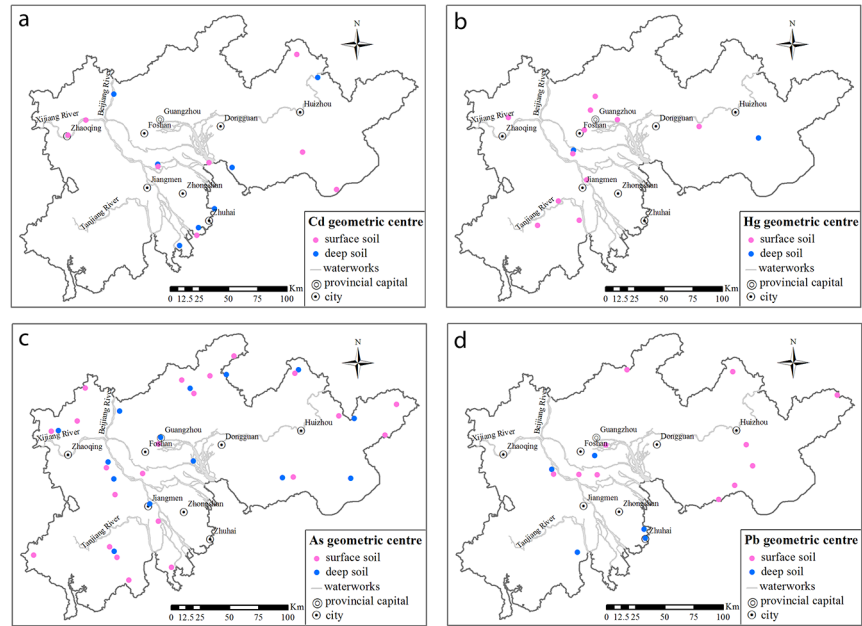 a
N
Beijiang River
Xijiang River
Zhaoqing
Guangzhou
Foshan
Dongguan
Huizhou
Jiangmen
Zhongshan
Tanjiang River
Zhuhai
Cd geometric centre
surface soil
deep soil
waterworks
provincial capital
city
Km
0 12.5 25 50 75 100
b
N
Beijiang River
Xijiang River
Zhaoqing
Guangzhou
Foshan
Dongguan
Huizhou
Jiangmen
Zhongshan
Tanjiang River
Zhuhai
Hg geometric centre
surface soil
deep soil
waterworks
provincial capital
city
Km
0 12.5 25 50 75 100
c
N
Beijiang River
Xijiang River
Zhaoqing
Guangzhou
Foshan
Dongguan
Huizhou
Jiangmen
Zhongshan
Tanjiang River
Zhuhai
As geometric centre
surface soil
deep soil
waterworks
provincial capital
city
Km
0 12.5 25 50 75 100
d
N
Beijiang River
Xijiang River
Zhaoqing
Guangzhou
Foshan
Dongguan
Huizhou
Jiangmen
Zhongshan
Tanjiang River
Zhuhai
Pb geometric centre
surface soil
deep soil
waterworks
provincial capital
city
Km
0 12.5 25 50 75 100